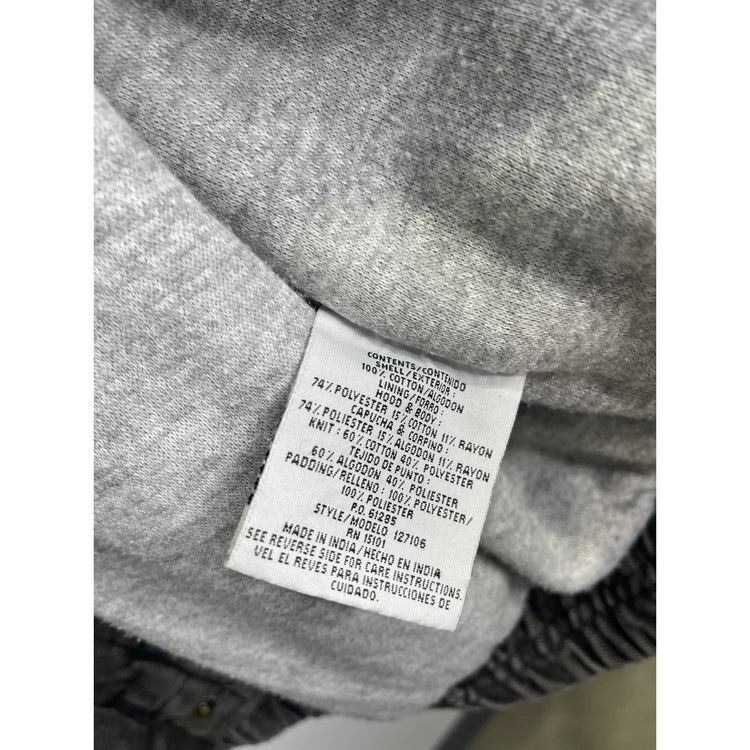 CONTENTS/CONTENIDO
SHELL/EXTERIOR:
100% COTTON/ALGODON
LINING/FORRO:
HOOD & BODY:
74% POLYESTER 15% COTTON 11% RAYON
CAPUCHA & CORPINO:
74% POLIESTER 15% ALGODON 11% RAYON
KNIT: 60% COTTON 40% POLYESTER
TEJIDO DE PUNTO:
60% ALGODON 40% POLIESTER
PADDING/RELLENO: 100% POLYESTER/
100% POLIESTER
P.O. 61285
STYLE/MODELO 127106
RN 15101
MADE IN INDIA/HECHO EN INDIA
SEE REVERSE SIDE FOR CARE INSTRUCTIONS.
VEL EL REVES PARA INSTRUCCIONES DE
CUIDADO.